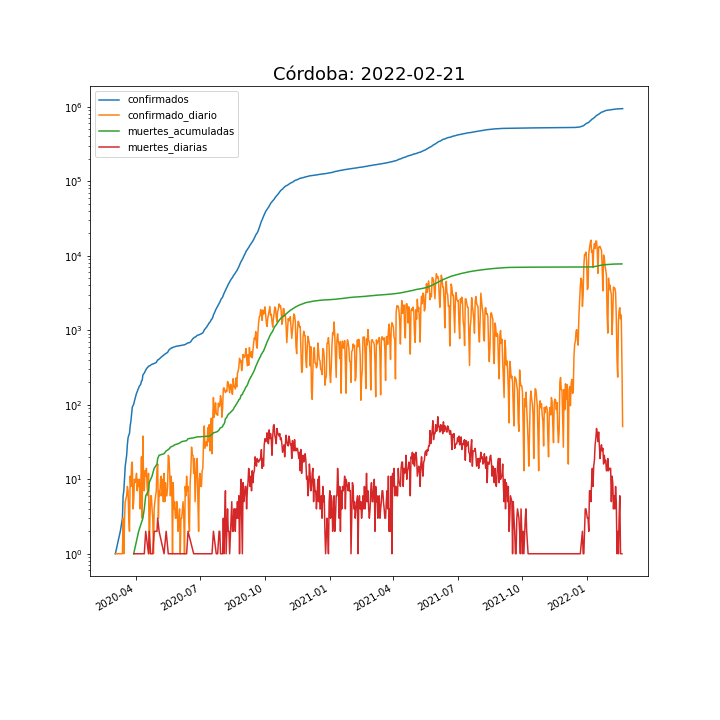 Córdoba: 2022-02-21
confirmados
confirmado_diario
muertes_acumuladas
muertes_diarias
10^6
10^5
10^4
10^3
10^2
10^1
10^0
2020-04 2020-07 2020-10 2021-01 2021-04 2021-07 2021-10 2022-01